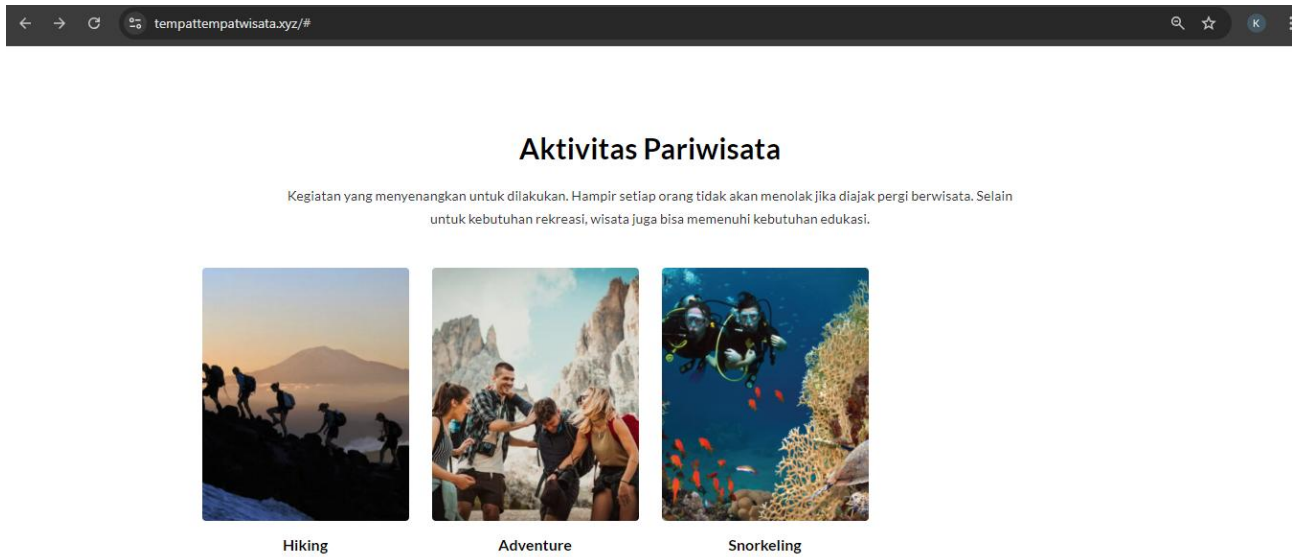 tempattempatwisata.xyz/#
K
Aktivitas Pariwisata
Kegiatan yang menyenangkan untuk dilakukan. Hampir setiap orang tidak akan menolak jika diajak pergi berwisata. Selain
untuk kebutuhan rekreasi, wisata juga bisa memenuhi kebutuhan edukasi.
Hiking
Adventure
Snorkeling